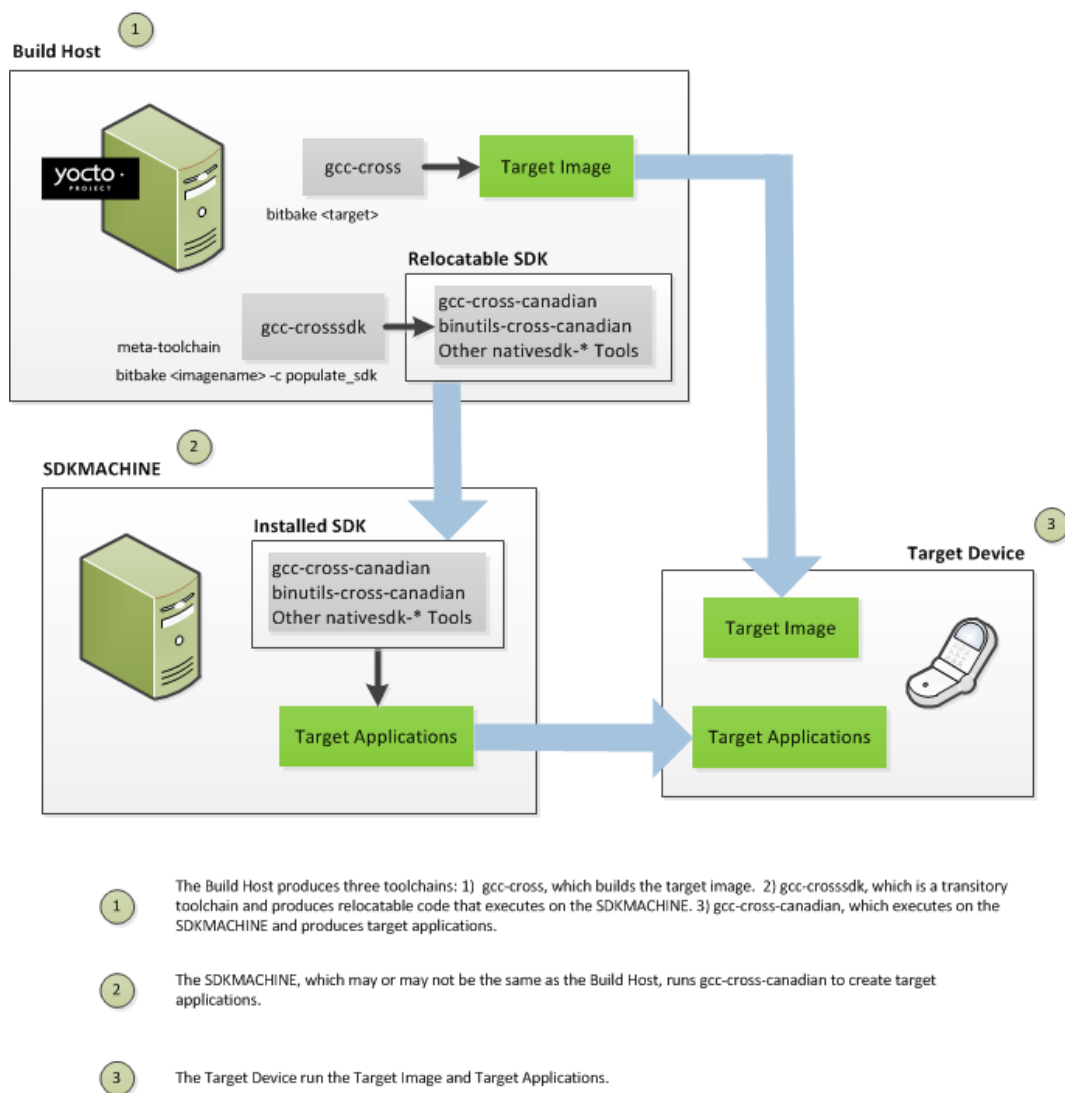 1
Build Host
yocto ·
PROJECT
gcc-cross
Target Image
bitbake <target>
Relocatable SDK
gcc-crosssdk
gcc-cross-canadian
binutils-cross-canadian
Other nativesdk-* Tools
meta-toolchain
bitbake <imagename> -c populate_sdk
2
SDKMACHINE
Installed SDK
gcc-cross-canadian
binutils-cross-canadian
Other nativesdk-* Tools
Target Applications
3
Target Device
Target Image
Target Applications
1
The Build Host produces three toolchains: 1) gcc-cross, which builds the target image. 2) gcc-crosssdk, which is a transitory
toolchain and produces relocatable code that executes on the SDKMACHINE. 3) gcc-cross-canadian, which executes on the
SDKMACHINE and produces target applications.
2
The SDKMACHINE, which may or may not be the same as the Build Host, runs gcc-cross-canadian to create target
applications.
3
The Target Device run the Target Image and Target Applications.